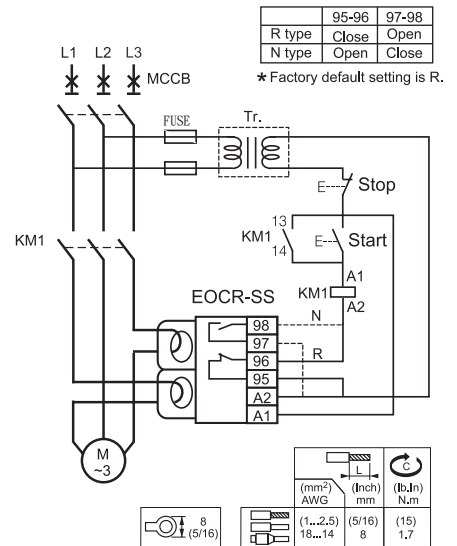 95-96 97-98
R type Close Open
N type Open Close
* Factory default setting is R.
L1 L2 L3
MCCB
FUSE
Tr.
E Stop
13
KM1
14
E Start
KM1
A1
KM1
A2
EOCR-SS
N
98
97
R
96
95
A2
A1
M
~3
L
C
(mm²) (Inch) (Ib.In)
AWG mm N.m
8
(5/16)
(1...2.5) (5/16) (15)
18...14 8 1.7